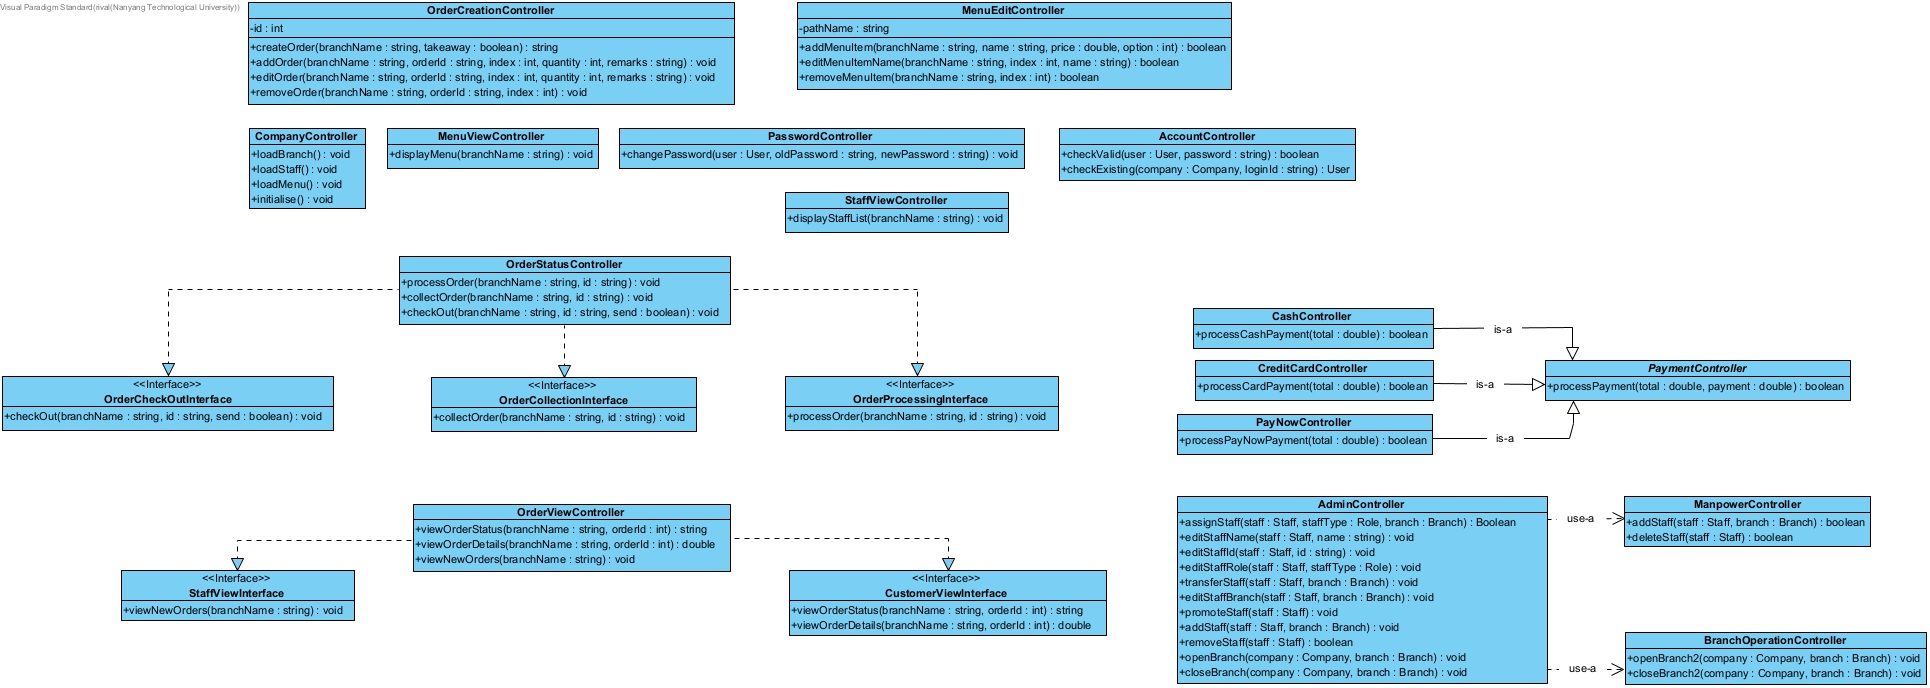 Visual Paradigm Standard(rival(Nanyang Technological University))
OrderCreationController
-id : int
+createOrder(branchName : string, takeaway : boolean) : string
+addOrder(branchName : string, orderId : string, index : int, quantity : int, remarks : string) : void
+editOrder(branchName : string, orderId : string, index : int, quantity : int, remarks : string) : void
+removeOrder(branchName : string, orderId : string, index : int) : void
MenuEditController
-pathName : string
+addMenuItem(branchName : string, name : string, price : double, option : int) : boolean
+editMenuItemName(branchName : string, index : int, name : string) : boolean
+removeMenuItem(branchName : string, index : int) : boolean
CompanyController
+loadBranch() : void
+loadStaff() : void
+loadMenu() : void
+initialise() : void
MenuViewController
+displayMenu(branchName : string) : void
PasswordController
+changePassword(user : User, oldPassword : string, newPassword : string) : void
AccountController
+checkValid(user : User, password : string) : boolean
+checkExisting(company : Company, loginId : string) : User
StaffViewController
+displayStaffList(branchName : string) : void
OrderStatusController
+processOrder(branchName : string, id : string) : void
+collectOrder(branchName : string, id : string) : void
+checkOut(branchName : string, id : string, send : boolean) : void
<<Interface>>
OrderCheckOutInterface
+checkOut(branchName : string, id : string, send : boolean) : void
<<Interface>>
OrderCollectionInterface
+collectOrder(branchName : string, id : string) : void
<<Interface>>
OrderProcessingInterface
+processOrder(branchName : string, id : string) : void
CashController
+processCashPayment(total : double) : boolean
is-a
CreditCardController
+processCardPayment(total : double) : boolean
is-a
PayNowController
+processPayNowPayment(total : double) : boolean
is-a
PaymentController
+processPayment(total : double, payment : double) : boolean
OrderViewController
+viewOrderStatus(branchName : string, orderId : int) : string
+viewOrderDetails(branchName : string, orderId : int) : double
+viewNewOrders(branchName : string) : void
<<Interface>>
StaffViewInterface
+viewNewOrders(branchName : string) : void
<<Interface>>
CustomerViewInterface
+viewOrderStatus(branchName : string, orderId : int) : string
+viewOrderDetails(branchName : string, orderId : int) : double
AdminController
+assignStaff(staff : Staff, staffType : Role, branch : Branch) : Boolean
+editStaffName(staff : Staff, name : string) : void
+editStaffId(staff : Staff, id : string) : void
+editStaffRole(staff : Staff, staffType : Role) : void
+transferStaff(staff : Staff, branch : Branch) : void
+editStaffBranch(staff : Staff, branch : Branch) : void
+promoteStaff(staff : Staff) : void
+addStaff(staff : Staff, branch : Branch) : void
+removeStaff(staff : Staff) : boolean
+openBranch(company : Company, branch : Branch) : void
+closeBranch(company : Company, branch : Branch) : void
use-a
ManpowerController
+addStaff(staff : Staff, branch : Branch) : boolean
+deleteStaff(staff : Staff) : boolean
use-a
BranchOperationController
+openBranch2(company : Company, branch : Branch) : void
+closeBranch2(company : Company, branch : Branch) : void